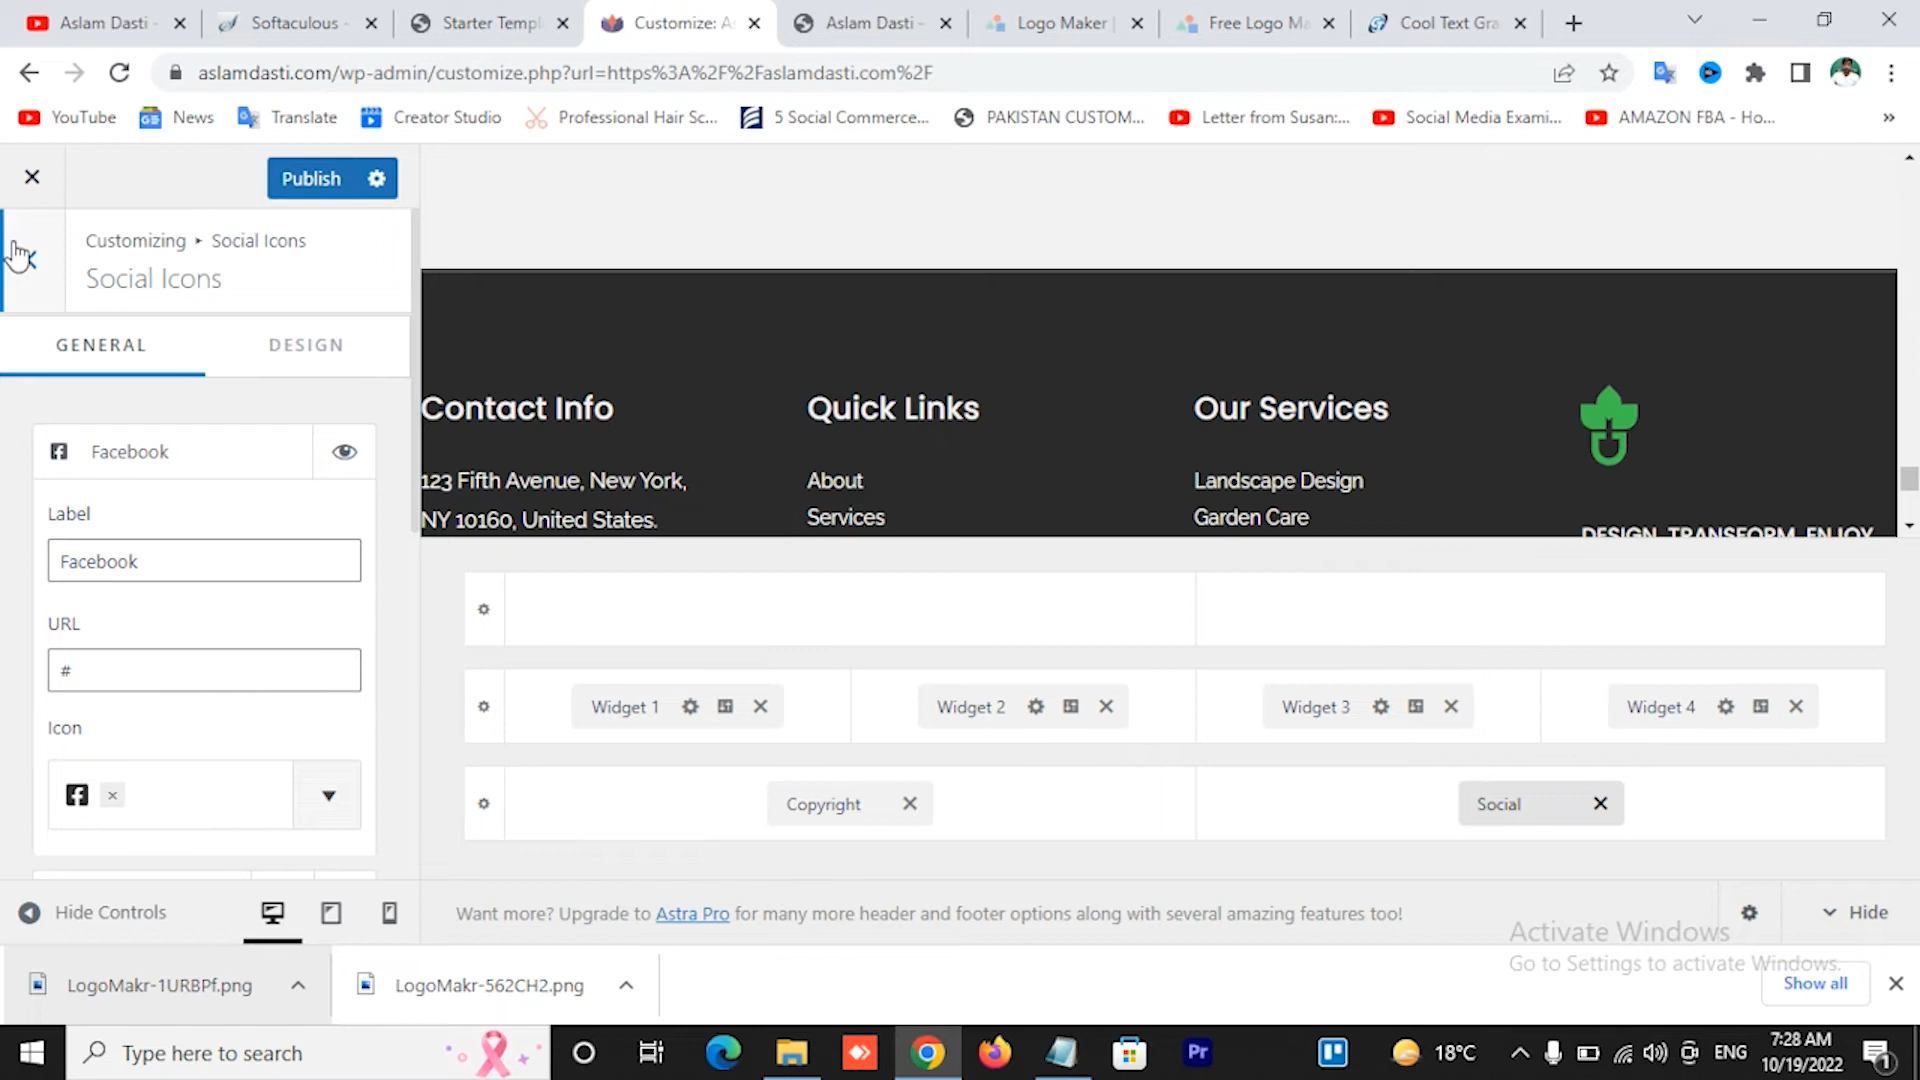 Aslam Dasti -
Softaculous -
Starter Templ
Customize: A
Aslam Dasti -
Logo Maker |
Free Logo Ma
Cool Text Gra
aslamdasti.com/wp-admin/customize.php?url=https%3A%2F%2Faslamdasti.com%2F
YouTube
News
Translate
Creator Studio
Professional Hair Sc...
5 Social Commerce...
PAKISTAN CUSTOM...
Letter from Susan:...
Social Media Exami...
AMAZON FBA - Ho...
Publish
Customizing ▸ Social Icons
Social Icons
GENERAL
DESIGN
Facebook
Label
Facebook
URL
#
Icon
Contact Info
123 Fifth Avenue, New York,
NY 10160, United States.
Quick Links
About
Services
Our Services
Landscape Design
Garden Care
DESIGN. TRANSFORM. ENJOY.
Widget 1
Widget 2
Widget 3
Widget 4
Copyright
Social
Hide Controls
Want more? Upgrade to Astra Pro for many more header and footer options along with several amazing features too!
Hide
Activate Windows
Go to Settings to activate Windows.
LogoMakr-1URBPf.png
LogoMakr-562CH2.png
Show all
Type here to search
Pr
18°C
ENG
7:28 AM
10/19/2022
1